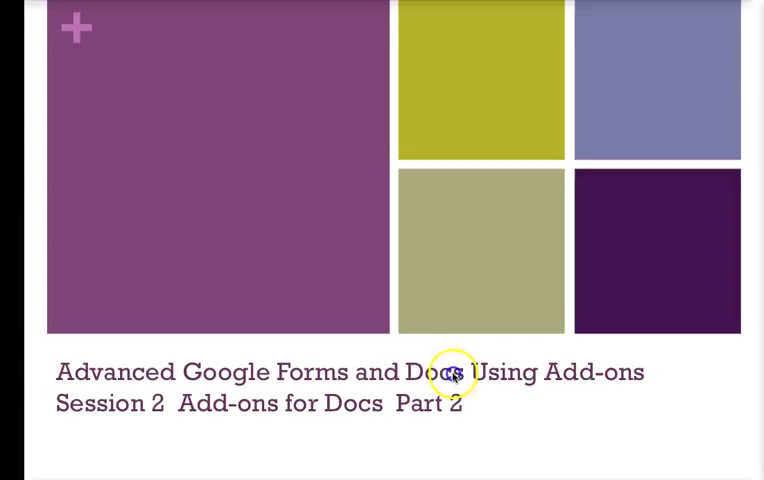 +
Advanced Google Forms and Docs Using Add-ons
Session 2 Add-ons for Docs Part 2